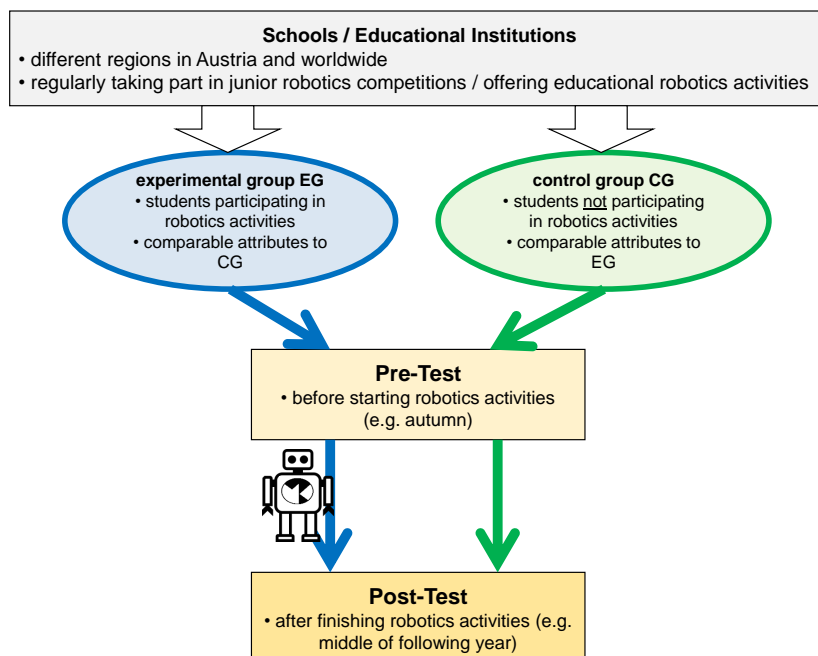 Schools / Educational Institutions
• different regions in Austria and worldwide
• regularly taking part in junior robotics competitions / offering educational robotics activities
experimental group EG
• students participating in
robotics activities
• comparable attributes to
CG
control group CG
• students not participating
in robotics activities
• comparable attributes to
EG
Pre-Test
• before starting robotics activities
(e.g. autumn)
Post-Test
• after finishing robotics activities (e.g.
middle of following year)